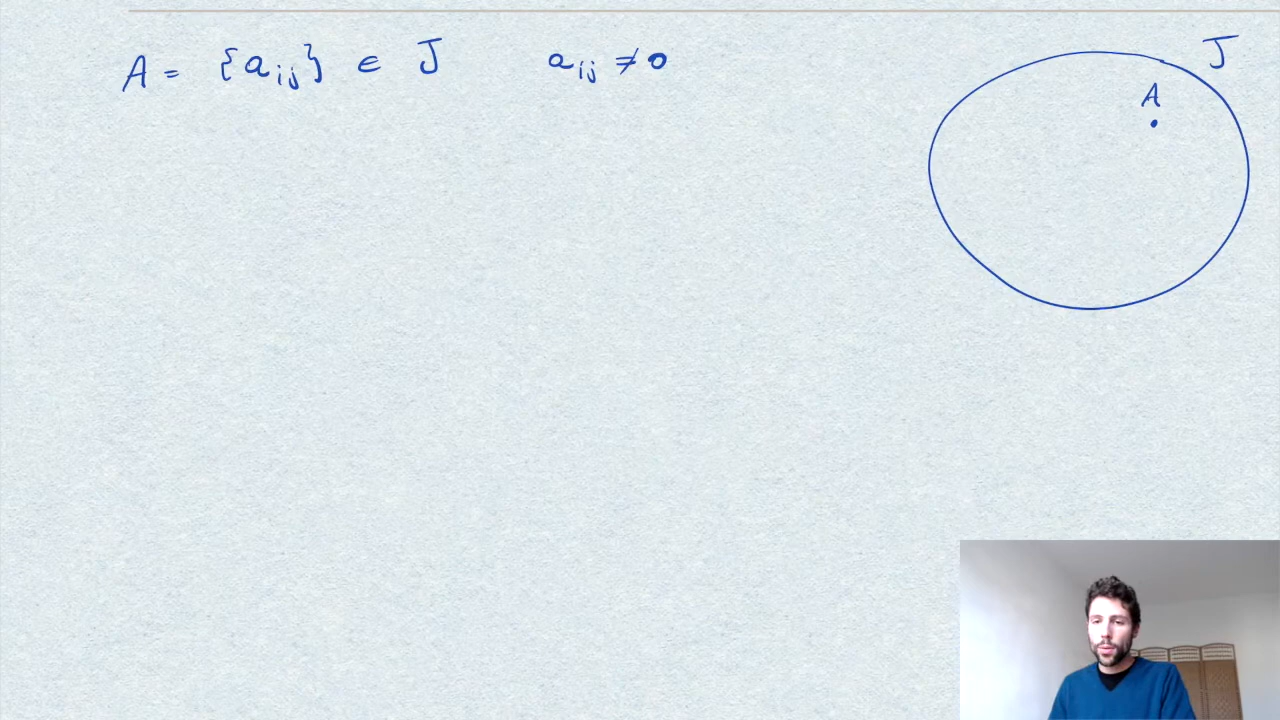 A = {aij} ∈ J aij ≠ 0
J
A